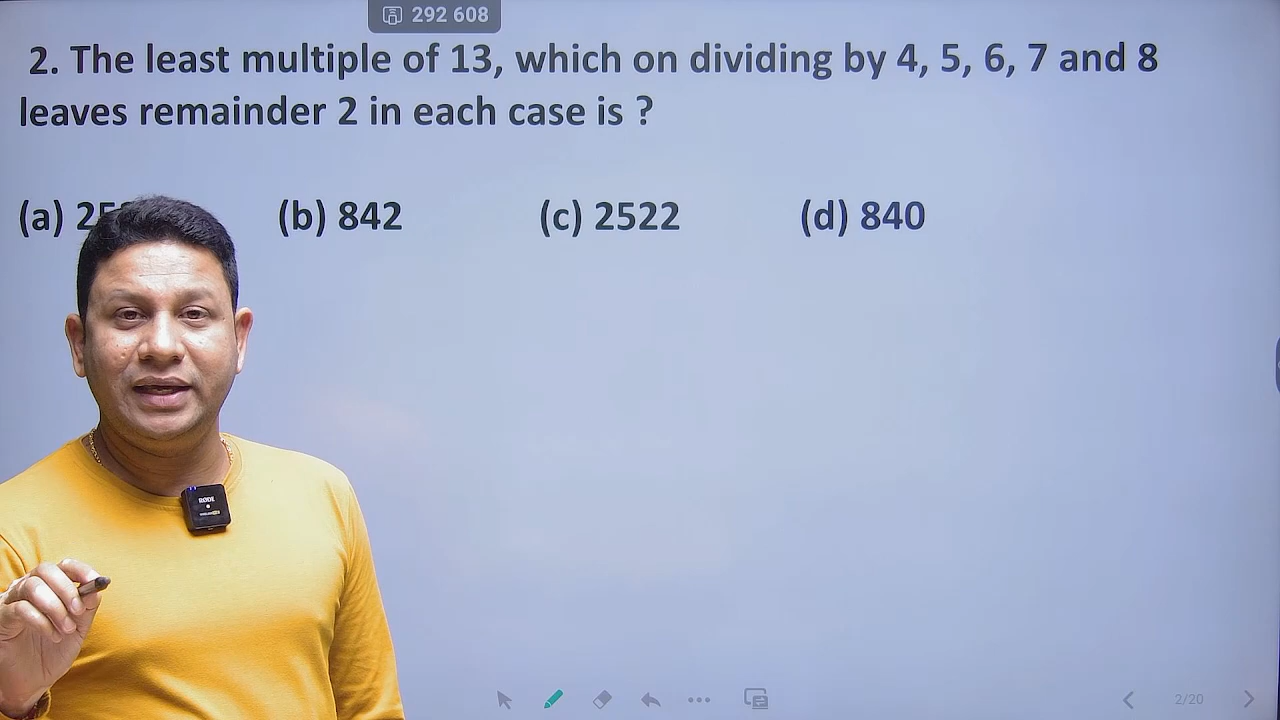 292 608
2. The least multiple of 13, which on dividing by 4, 5, 6, 7 and 8
leaves remainder 2 in each case is ?
(a) (b) 842 (c) 2522 (d) 840
RØDE
2/20